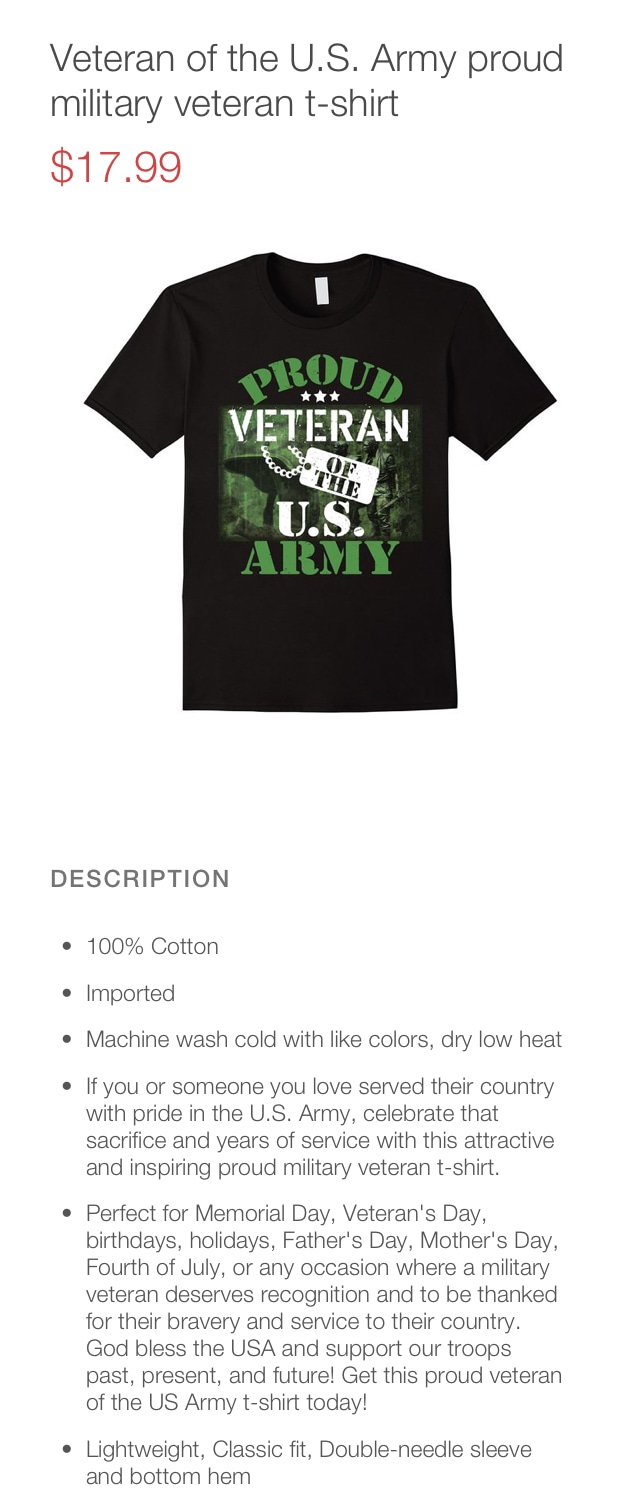 Veteran of the U.S. Army proud
military veteran t-shirt
$17.99
PROUD
VETERAN
OF
THE
U.S.
ARMY
DESCRIPTION
• 100% Cotton
• Imported
• Machine wash cold with like colors, dry low heat
• If you or someone you love served their country
with pride in the U.S. Army, celebrate that
sacrifice and years of service with this attractive
and inspiring proud military veteran t-shirt.
• Perfect for Memorial Day, Veteran's Day,
birthdays, holidays, Father's Day, Mother's Day,
Fourth of July, or any occasion where a military
veteran deserves recognition and to be thanked
for their bravery and service to their country.
God bless the USA and support our troops
past, present, and future! Get this proud veteran
of the US Army t-shirt today!
• Lightweight, Classic fit, Double-needle sleeve
and bottom hem